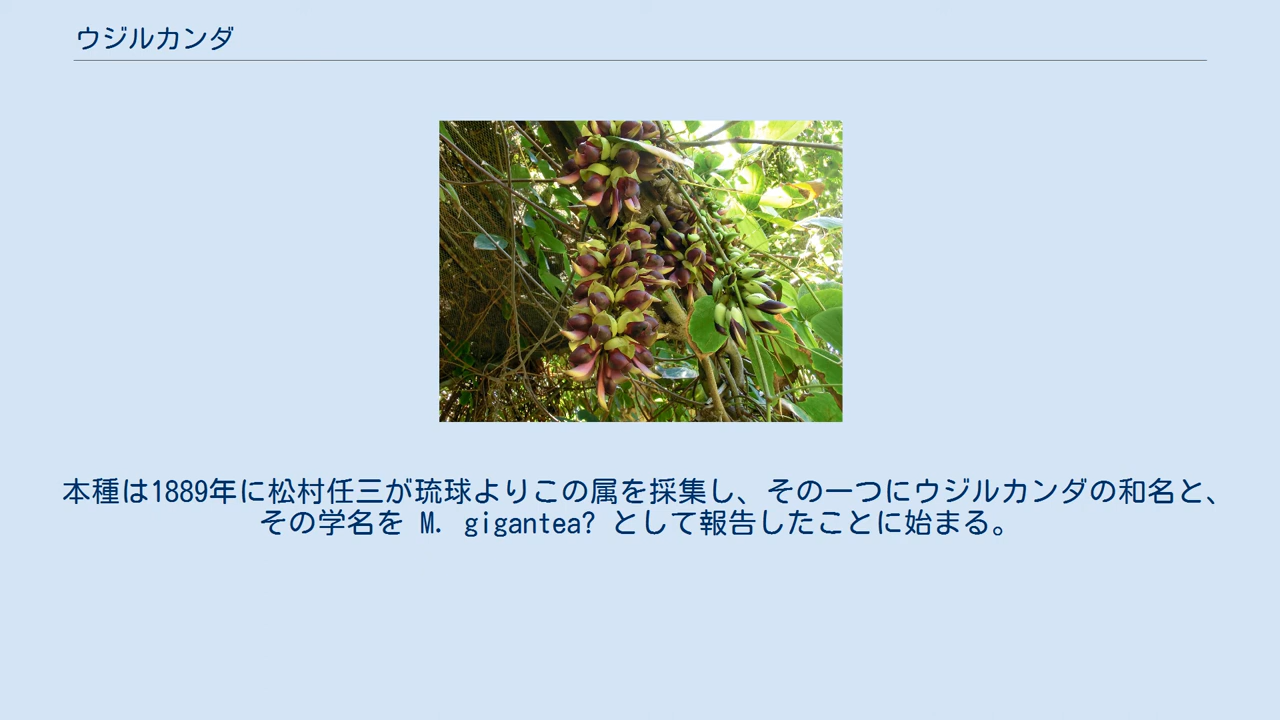 ウジルカンダ
本種は1889年に松村任三が琉球よりこの属を採集し、その一つにウジルカンダの和名と、
その学名を M. gigantea? として報告したことに始まる。